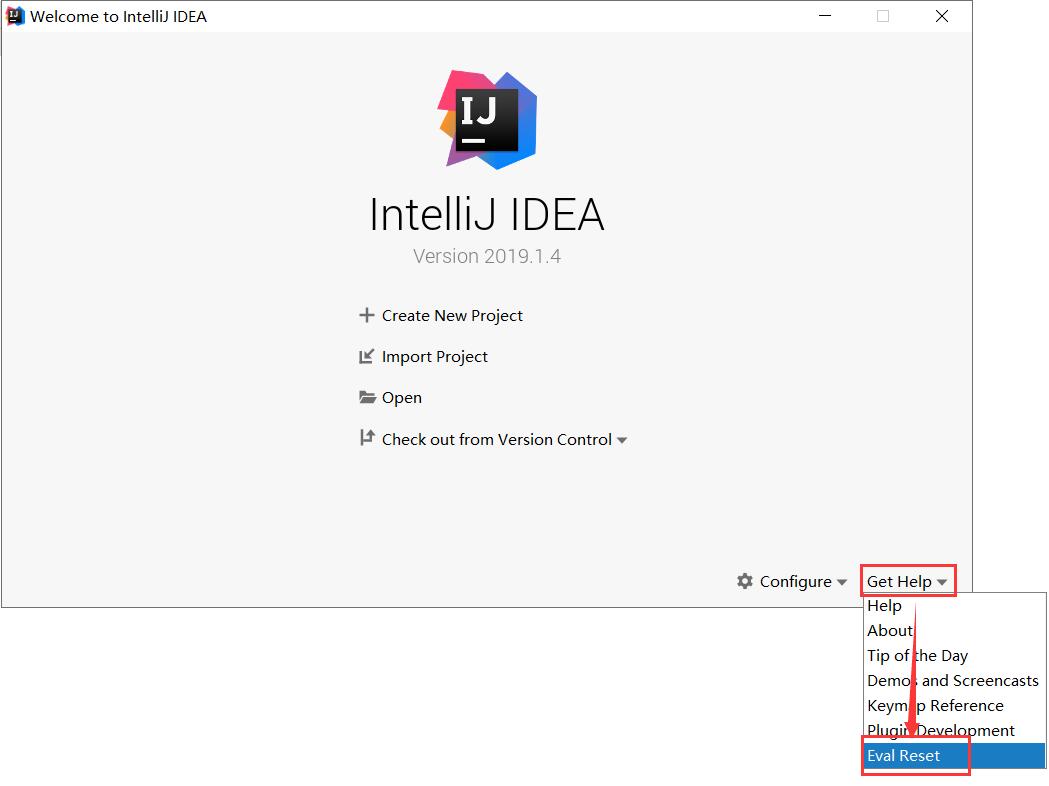 Welcome to IntelliJ IDEA
IJ
IntelliJ IDEA
Version 2019.1.4
Create New Project
Import Project
Open
Check out from Version Control
Configure
Get Help
Help
About
Tip of the Day
Demos and Screencasts
Keymap Reference
Plugin Development
Eval Reset